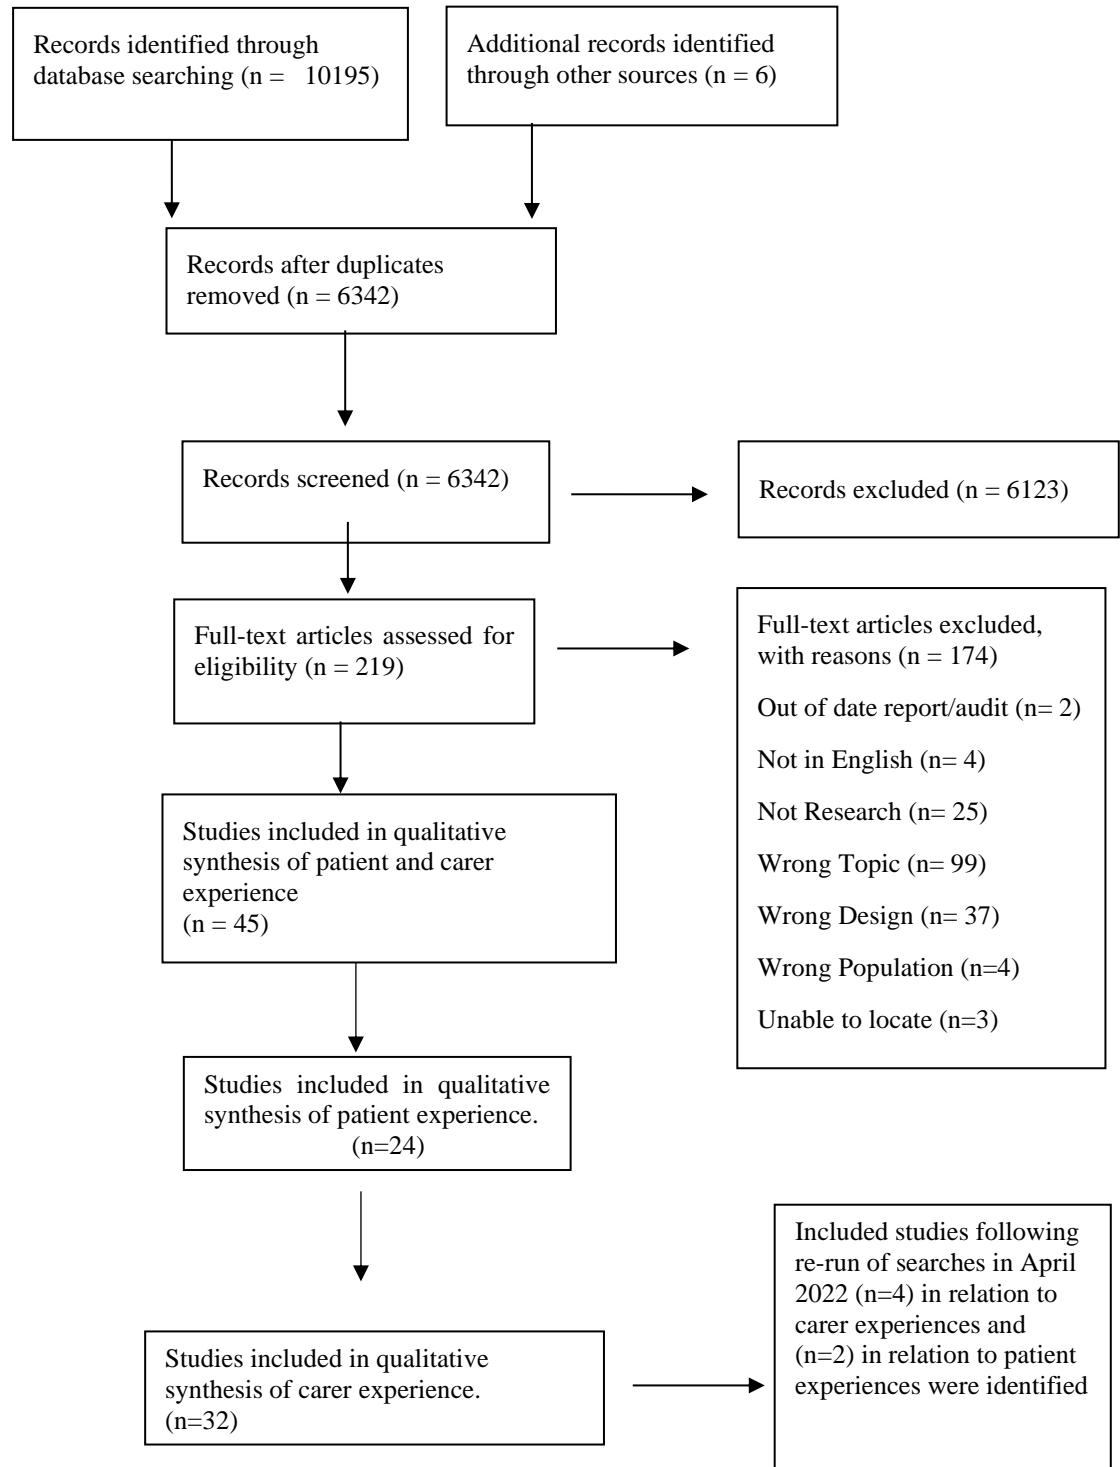 Records identified through
database searching (n = 10195)
Additional records identified
through other sources (n = 6)
Records after duplicates
removed (n = 6342)
Records screened (n = 6342)
Records excluded (n = 6123)
Full-text articles assessed for
eligibility (n = 219)
Full-text articles excluded,
with reasons (n = 174)
Out of date report/audit (n= 2)
Not in English (n= 4)
Not Research (n= 25)
Wrong Topic (n= 99)
Wrong Design (n= 37)
Wrong Population (n=4)
Unable to locate (n=3)
Studies included in qualitative
synthesis of patient and carer
experience
(n = 45)
Studies included in qualitative
synthesis of patient experience.
(n=24)
Studies included in qualitative
synthesis of carer experience.
(n=32)
Included studies following
re-run of searches in April
2022 (n=4) in relation to
carer experiences and
(n=2) in relation to patient
experiences were identified